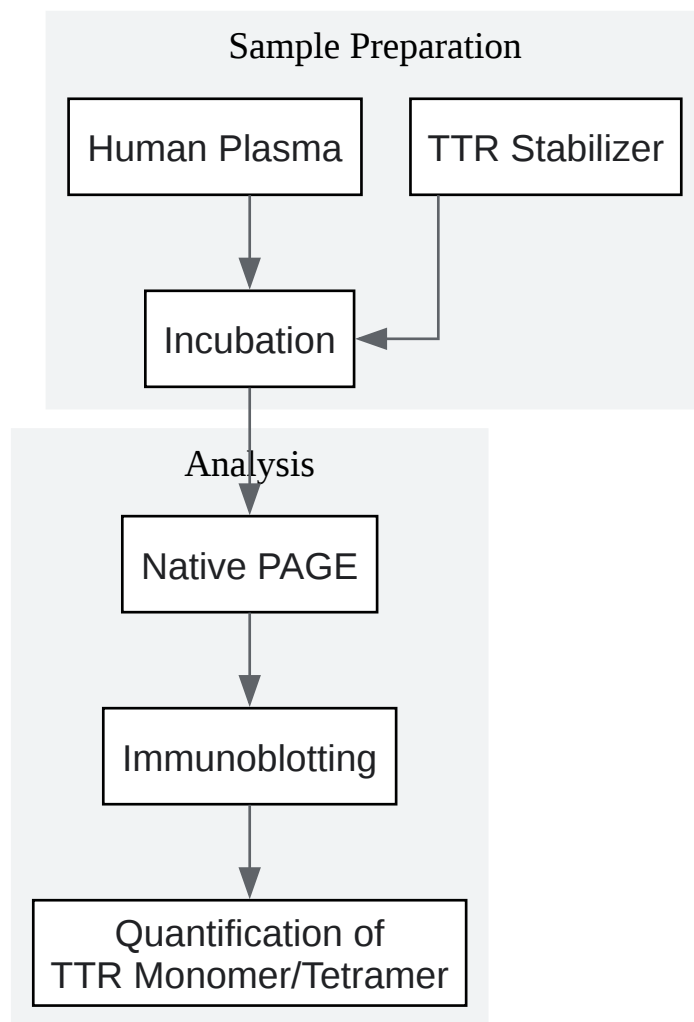 Sample Preparation
Human Plasma
TTR Stabilizer
Incubation
Analysis
Native PAGE
Immunoblotting
Quantification of
TTR Monomer/Tetramer